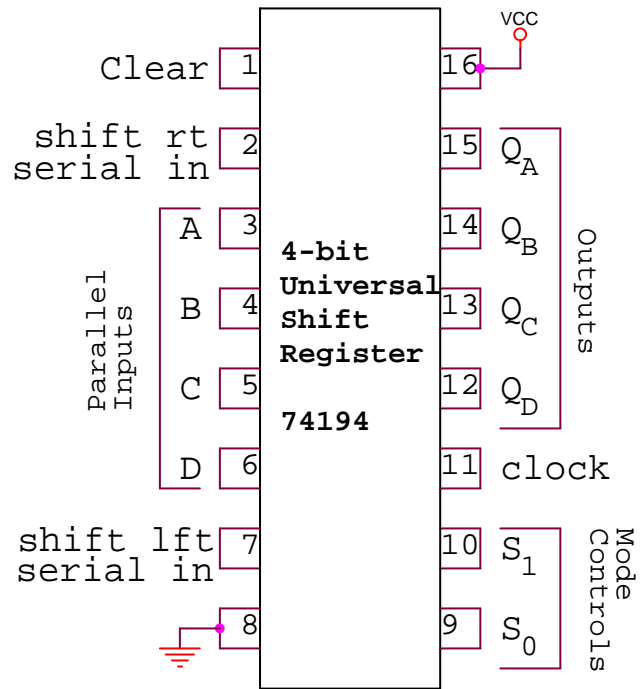 VCC
Clear 1
16
shift rt
serial in
2
15 QA
A 3
14 QB
B 4
13 QC
C 5
12 QD
D 6
11 clock
shift lft
serial in
7
10 S1
8
9 S0
Parallel
Inputs
4-bit
Universal
Shift
Register
74194
Outputs
Mode
Controls